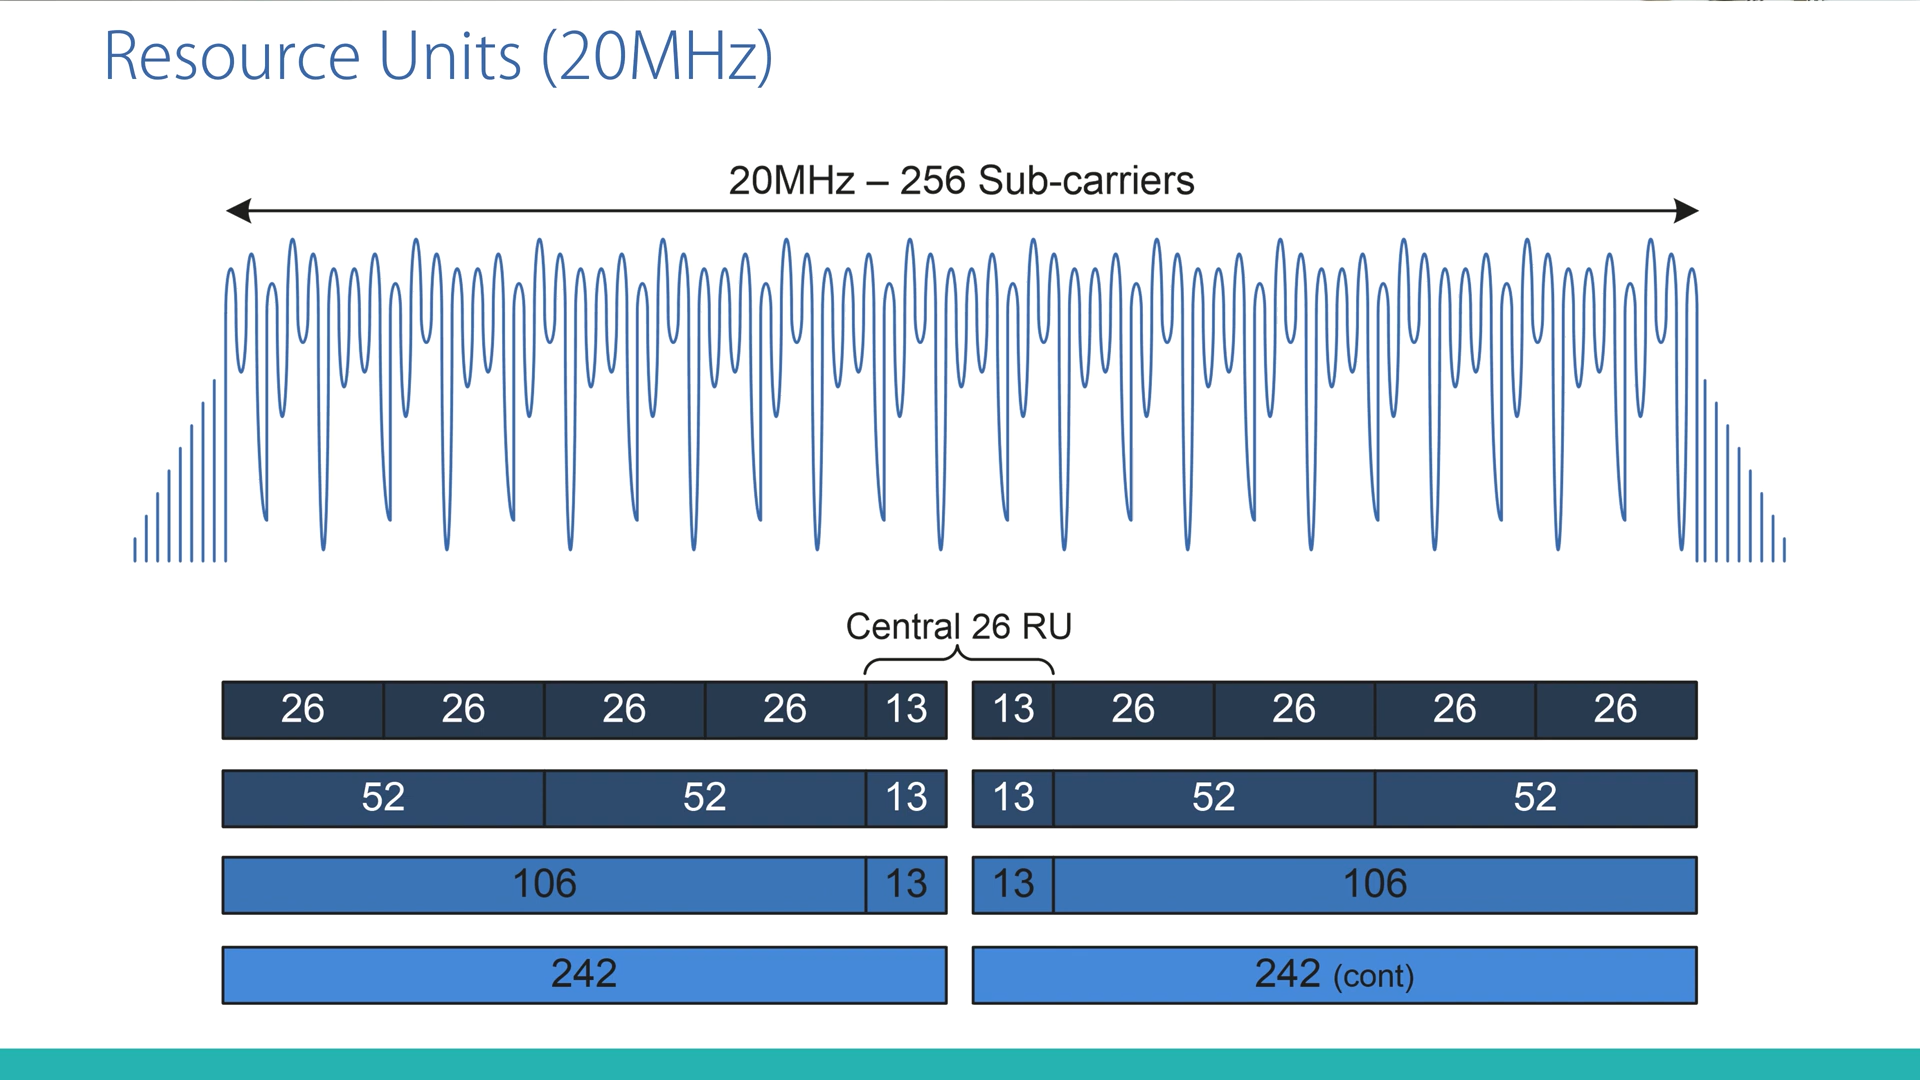 Resource Units (20MHz)
20MHz – 256 Sub-carriers
Central 26 RU
26 26 26 26 13 13 26 26 26 26
52 52 13 13 52 52
106 13 13 106
242 242 (cont)